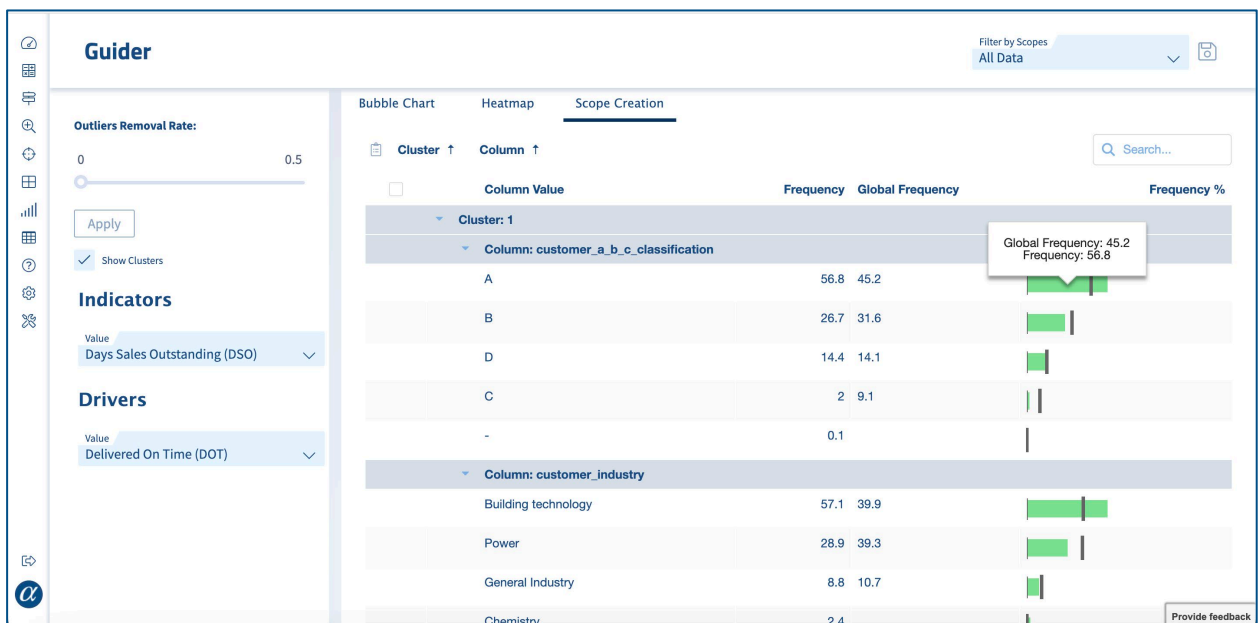 Guider
Filter by Scopes
All Data
Outliers Removal Rate:
0 0.5
Apply
Show Clusters
Indicators
Value
Days Sales Outstanding (DSO)
Drivers
Value
Delivered On Time (DOT)
α
Bubble Chart Heatmap Scope Creation
Cluster ↑ Column ↑
Search...
Column Value Frequency Global Frequency Frequency %
Cluster: 1
Column: customer_a_b_c_classification
Global Frequency: 45.2
Frequency: 56.8
A 56.8 45.2
B 26.7 31.6
D 14.4 14.1
C 2 9.1
- 0.1
Column: customer_industry
Building technology 57.1 39.9
Power 28.9 39.3
General Industry 8.8 10.7
Chemistry 2.4
Provide feedback